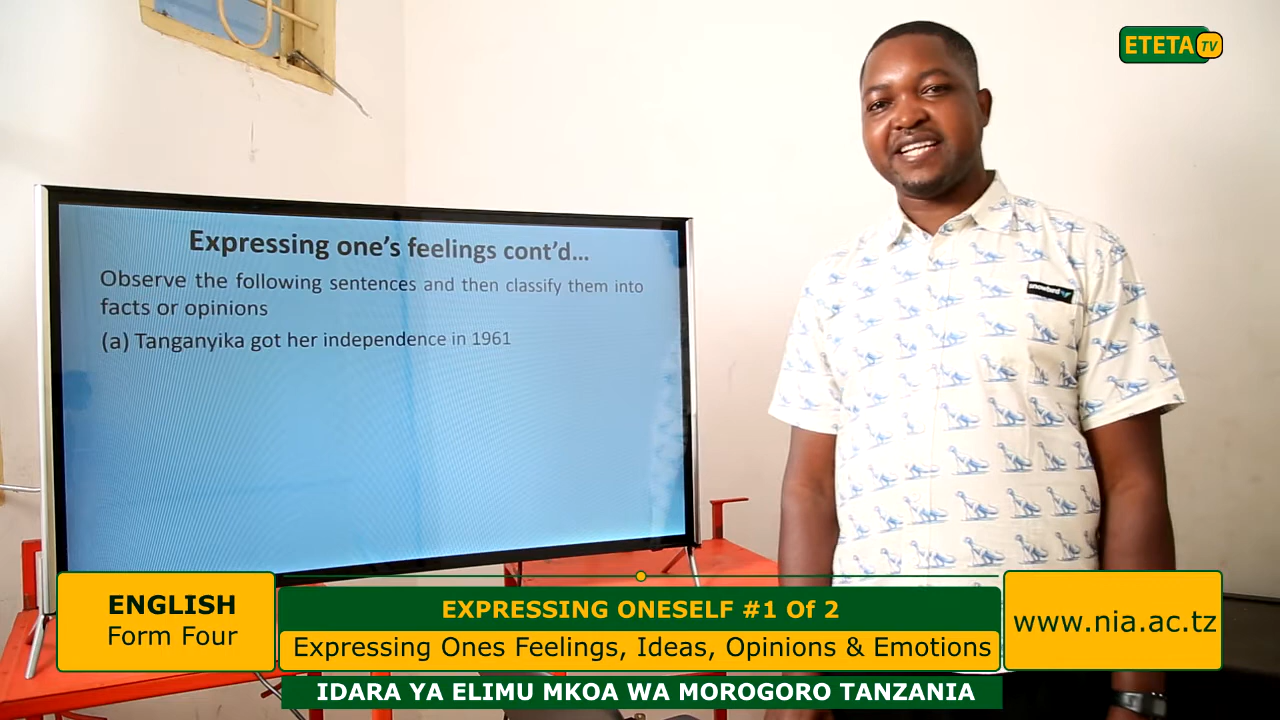 ETETA TV
Expressing one's feelings cont'd...
Observe the following sentences and then classify them into
facts or opinions
(a) Tanganyika got her independence in 1961
snowbird
ENGLISH
Form Four
EXPRESSING ONESELF #1 Of 2
Expressing Ones Feelings, Ideas, Opinions & Emotions
www.nia.ac.tz
IDARA YA ELIMU MKOA WA MOROGORO TANZANIA